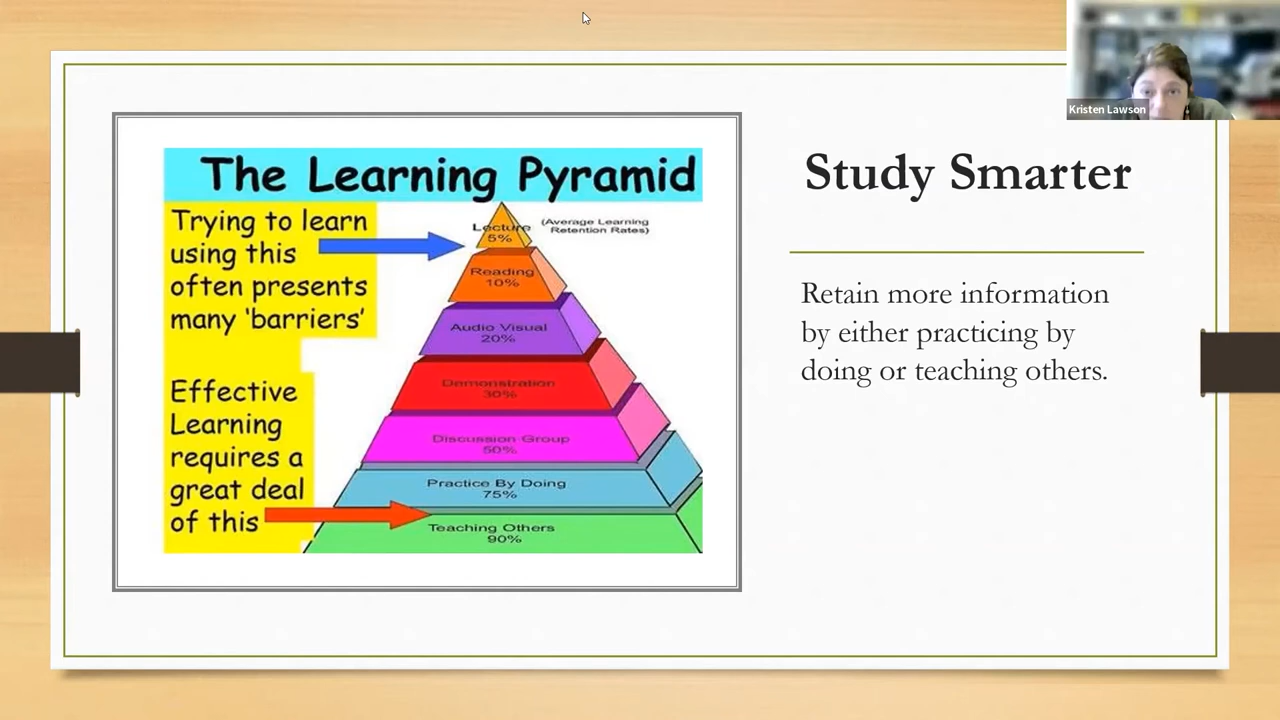 Kristen Lawson
The Learning Pyramid
Trying to learn
using this
often presents
many ‘barriers’
Effective
Learning
requires a
great deal
of this
(Average Learning
Retention Rates)
Lecture
5%
Reading
10%
Audio Visual
20%
Demonstration
30%
Discussion Group
50%
Practice By Doing
75%
Teaching Others
90%
Study Smarter
Retain more information
by either practicing by
doing or teaching others.